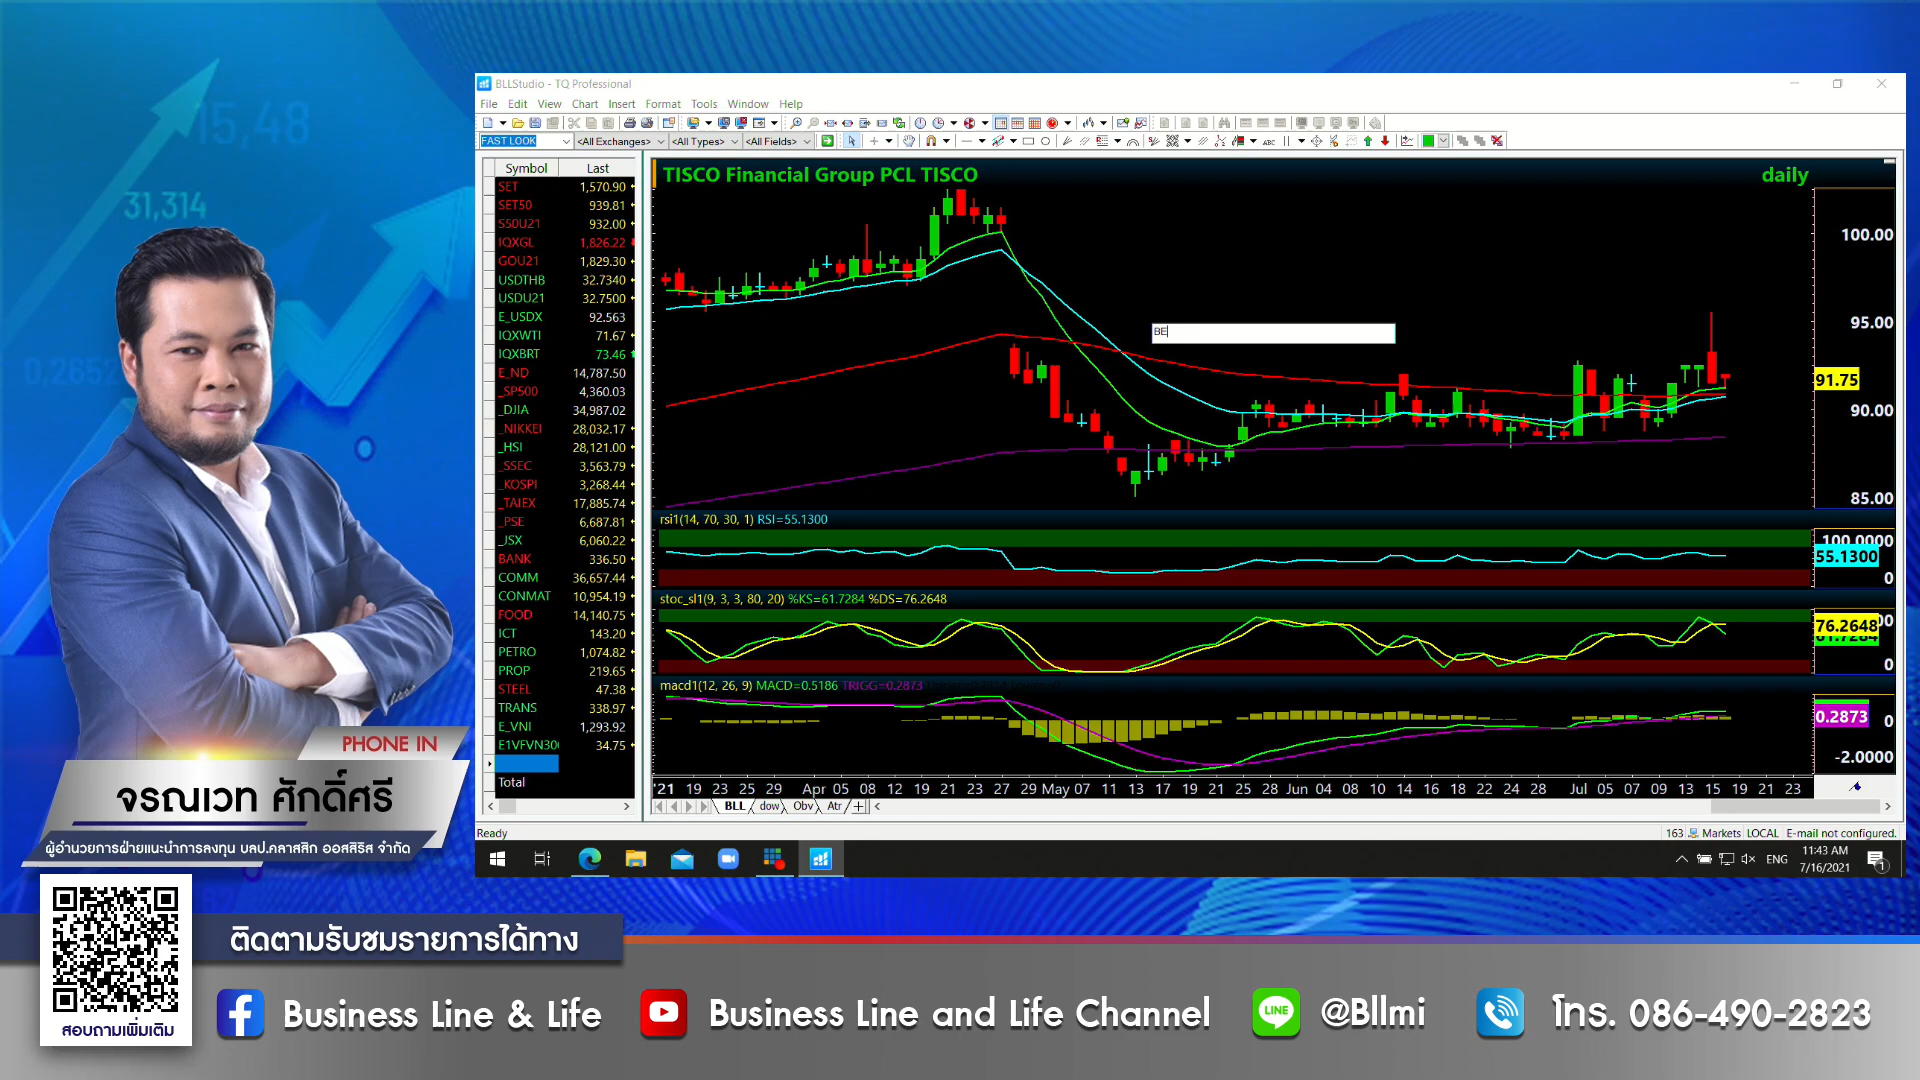 15,48
31,314
0,2652
PHONE IN
จรณเวท ศักดิ์ศรี
ผู้อำนวยการฝ่ายแนะนำการลงทุน บลป.คลาสสิก ออสสิริส จำกัด
BLLStudio - TQ Professional
File Edit View Chart Insert Format Tools Window Help
FAST LOOK <All Exchanges> <All Types> <All Fields> ABC
Symbol Last
SET 1,570.90
SET50 939.81
S50U21 932.00
IQXGL 1,826.22
GOU21 1,829.30
USDTHB 32.7340
USDU21 32.7500
E_USDX 92.563
IQXWTI 71.67
IQXBRT 73.46
E_ND 14,787.50
_SP500 4,360.03
_DJIA 34,987.02
_NIKKEI 28,032.17
_HSI 28,121.00
_SSEC 3,563.79
_KOSPI 3,268.44
_TAIEX 17,885.74
_PSE 6,687.81
_JSX 6,060.22
BANK 336.50
COMM 36,657.44
CONMAT 10,954.19
FOOD 14,140.75
ICT 143.20
PETRO 1,074.82
PROP 219.65
STEEL 47.38
TRANS 338.97
E_VNI 1,293.92
E1VFVN30 34.75
Total
TISCO Financial Group PCL TISCO daily
BE
100.00
95.00
91.75
90.00
85.00
rsi1(14, 70, 30, 1) RSI=55.1300
100.0000
55.1300
0
stoc_sl1(9, 3, 3, 80, 20) %KS=61.7284 %DS=76.2648
76.2648
61.7284
0
macd1(12, 26, 9) MACD=0.5186 TRIGG=0.2873
0.2873 0
-2.0000
'21 19 23 25 29 Apr 05 08 12 19 21 23 27 29 May 07 11 13 17 19 21 25 28 Jun 04 08 10 14 16 18 22 24 28 Jul 05 07 09 13 15 19 21 23
BLL dow Obv Atr
Ready 163 Markets LOCAL E-mail not configured.
ENG 11:43 AM
7/16/2021 1
สอบถามเพิ่มเติม
ติดตามรับชมรายการได้ทาง
Business Line & Life Business Line and Life Channel LINE @Bllmi โทร. 086-490-2823